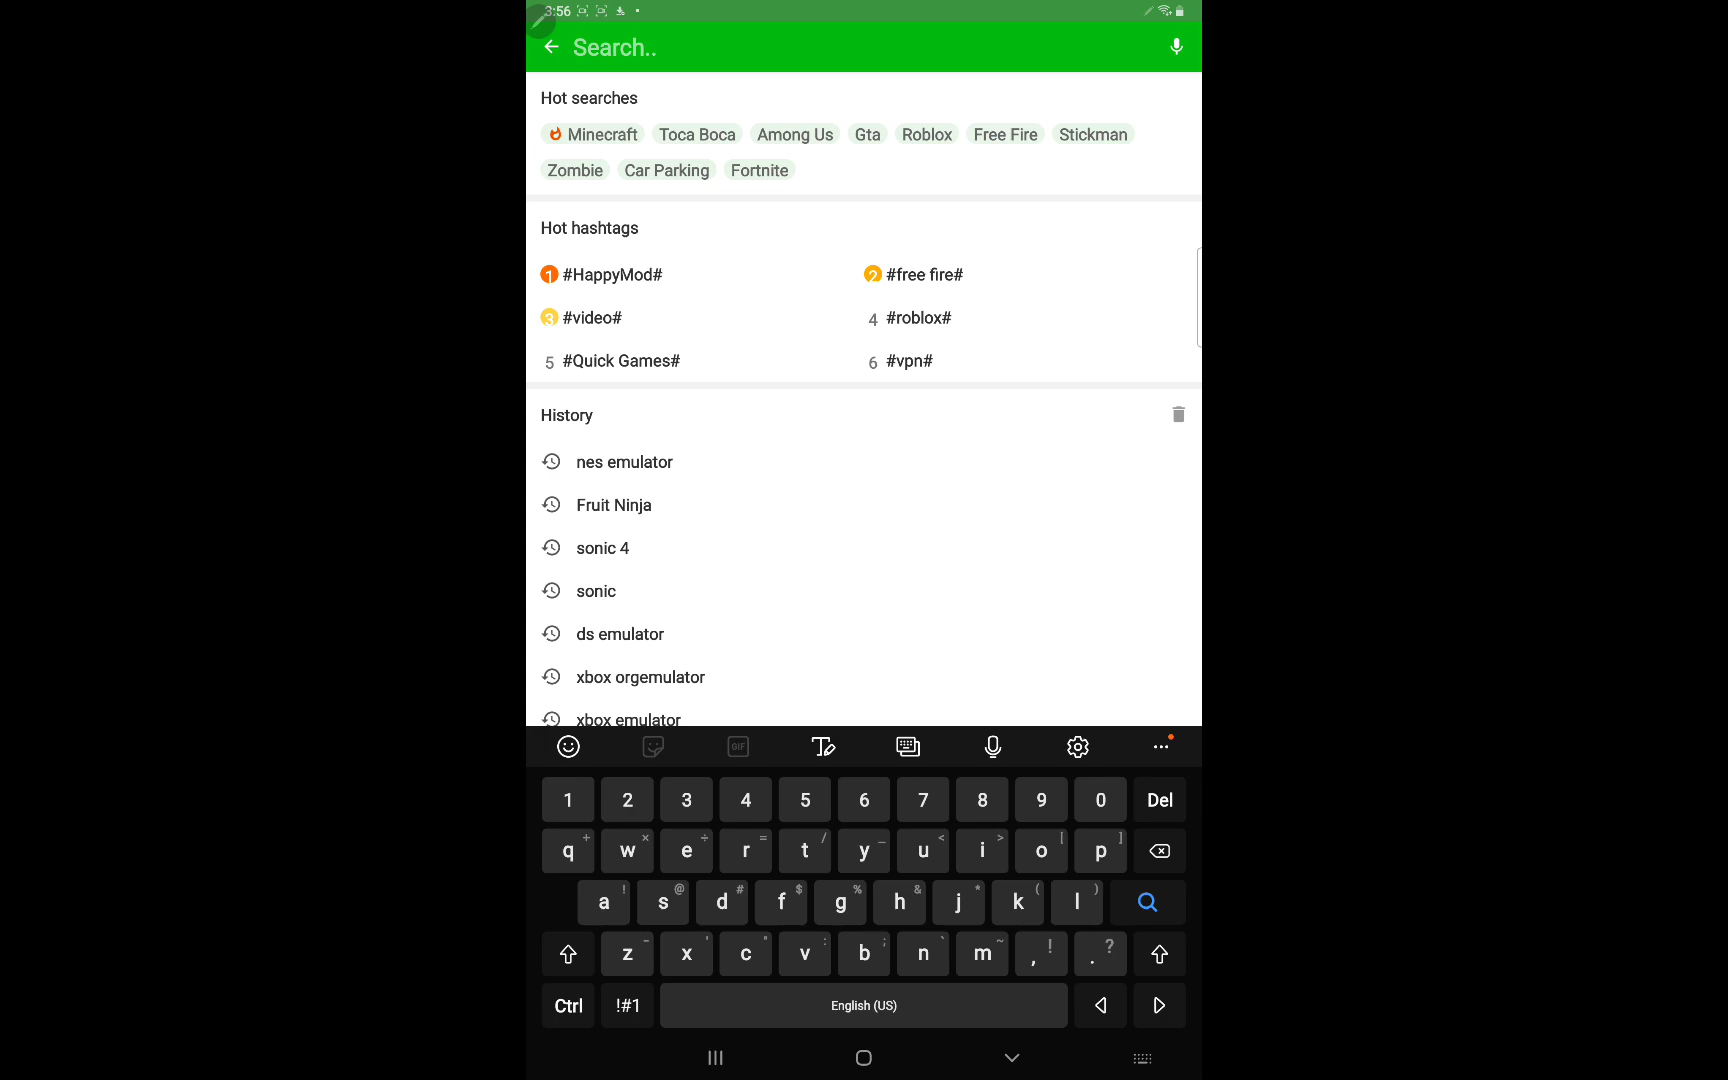 3:56
Search..
Hot searches
Minecraft Toca Boca Among Us Gta Roblox Free Fire Stickman
Zombie Car Parking Fortnite
Hot hashtags
1 #HappyMod# 2 #free fire#
3 #video# 4 #roblox#
5 #Quick Games# 6 #vpn#
History
nes emulator
Fruit Ninja
sonic 4
sonic
ds emulator
xbox orgemulator
xbox emulator
GIF
1 2 3 4 5 6 7 8 9 0 Del
q + w × e ÷ r = t / y _ u < i > o [ p ]
a ! s @ d # f $ g % h & j * k ( l )
z - x ' c " v : b ; n ` m ~ , ! . ?
Ctrl !#1 English (US)